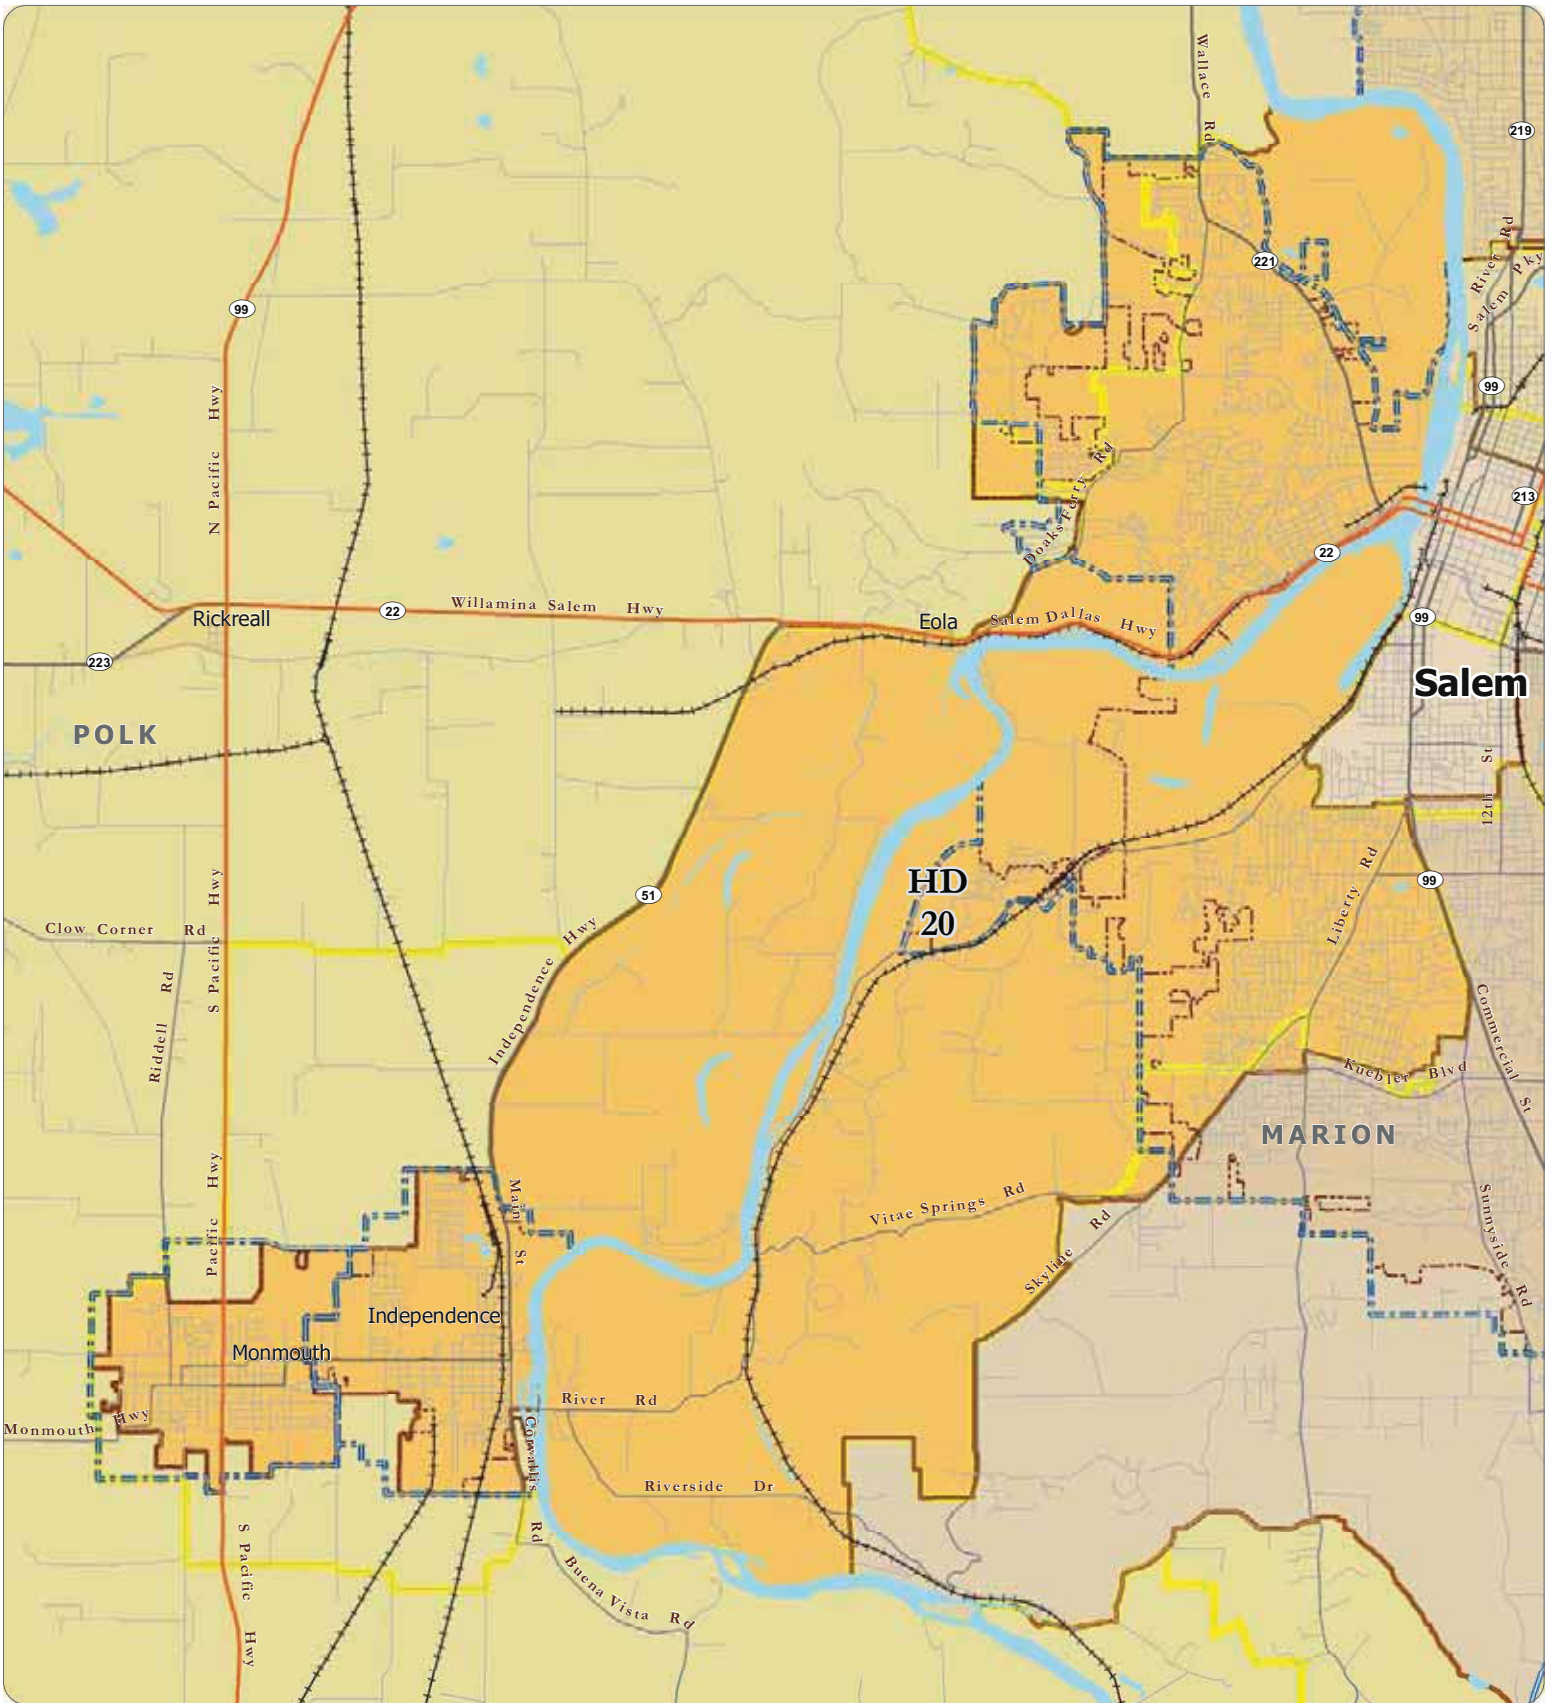 Wallace Rd
219
221
River Rd
Salem Pky
99
N Pacific Hwy
99
213
Doaks Ferry Rd
22
Willamina Salem Hwy
22
Rickreall
Eola
Salem Dallas Hwy
99
223
Salem
POLK
12th St
51
HD
20
Liberty Rd
99
Clow Corner Rd
S Pacific Hwy
Independence Hwy
Riddell Rd
Commercial St
Kuebler Blvd
MARION
Pacific Hwy
Main St
Vitae Springs Rd
Skyline Rd
Sunnyside Rd
Independence
Monmouth
River Rd
Monmouth Hwy
Corvallis Rd
Riverside Dr
S Pacific Hwy
Buena Vista Rd